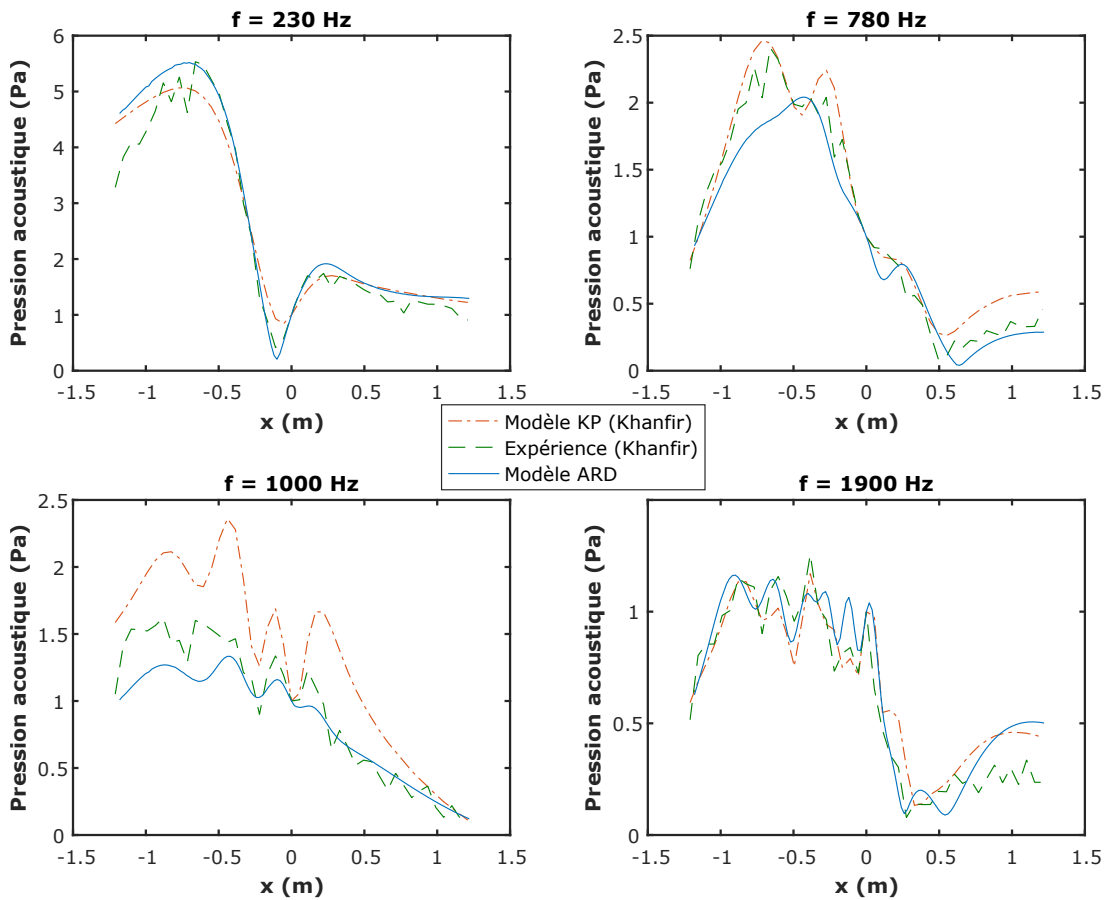 f = 230 Hz
Pression acoustique (Pa)
6
5
4
3
2
1
0
-1.5 -1 -0.5 0 0.5 1 1.5
x (m)
f = 780 Hz
Pression acoustique (Pa)
2.5
2
1.5
1
0.5
0
-1.5 -1 -0.5 0 0.5 1 1.5
x (m)
Modèle KP (Khanfir)
Expérience (Khanfir)
Modèle ARD
f = 1000 Hz
Pression acoustique (Pa)
2.5
2
1.5
1
0.5
0
-1.5 -1 -0.5 0 0.5 1 1.5
x (m)
f = 1900 Hz
Pression acoustique (Pa)
1
0.5
0
-1.5 -1 -0.5 0 0.5 1 1.5
x (m)